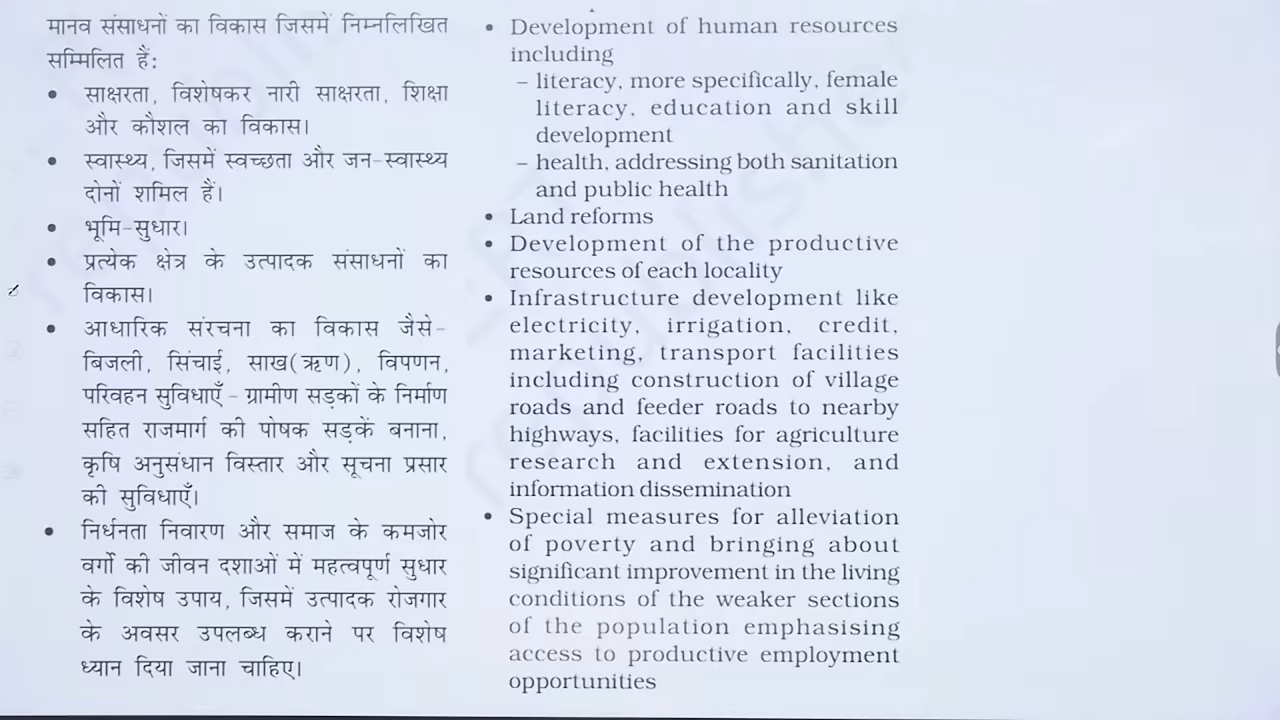 मानव संसाधनों का विकास जिसमें निम्नलिखित
सम्मिलित हैं:
• साक्षरता, विशेषकर नारी साक्षरता, शिक्षा
और कौशल का विकास।
• स्वास्थ्य, जिसमें स्वच्छता और जन-स्वास्थ्य
दोनों शमिल हैं।
• भूमि-सुधार।
• प्रत्येक क्षेत्र के उत्पादक संसाधनों का
विकास।
• आधारिक संरचना का विकास जैसे-
बिजली, सिंचाई, साख(ऋण), विपणन,
परिवहन सुविधाएँ - ग्रामीण सड़कों के निर्माण
सहित राजमार्ग की पोषक सड़कें बनाना,
कृषि अनुसंधान विस्तार और सूचना प्रसार
की सुविधाएँ।
• निर्धनता निवारण और समाज के कमजोर
वर्गो की जीवन दशाओं में महत्वपूर्ण सुधार
के विशेष उपाय, जिसमें उत्पादक रोजगार
के अवसर उपलब्ध कराने पर विशेष
ध्यान दिया जाना चाहिए।
• Development of human resources
including
– literacy, more specifically, female
literacy, education and skill
development
– health, addressing both sanitation
and public health
• Land reforms
• Development of the productive
resources of each locality
• Infrastructure development like
electricity, irrigation, credit,
marketing, transport facilities
including construction of village
roads and feeder roads to nearby
highways, facilities for agriculture
research and extension, and
information dissemination
• Special measures for alleviation
of poverty and bringing about
significant improvement in the living
conditions of the weaker sections
of the population emphasising
access to productive employment
opportunities